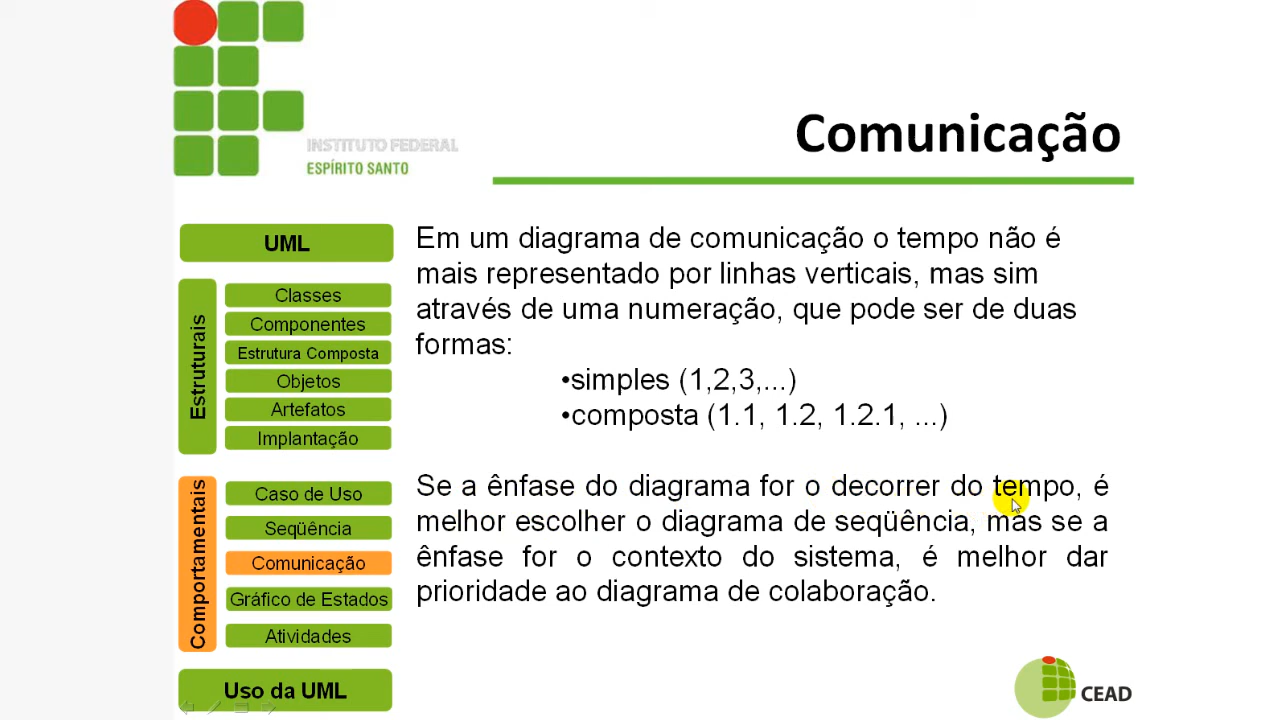 INSTITUTO FEDERAL
ESPÍRITO SANTO
Comunicação
UML
Estruturais
Classes
Componentes
Estrutura Composta
Objetos
Artefatos
Implantação
Comportamentais
Caso de Uso
Seqüência
Comunicação
Gráfico de Estados
Atividades
Uso da UML
Em um diagrama de comunicação o tempo não é
mais representado por linhas verticais, mas sim
através de uma numeração, que pode ser de duas
formas:
•simples (1,2,3,...)
•composta (1.1, 1.2, 1.2.1, ...)
Se a ênfase do diagrama for o decorrer do tempo, é
melhor escolher o diagrama de seqüência, mas se a
ênfase for o contexto do sistema, é melhor dar
prioridade ao diagrama de colaboração.
CEAD